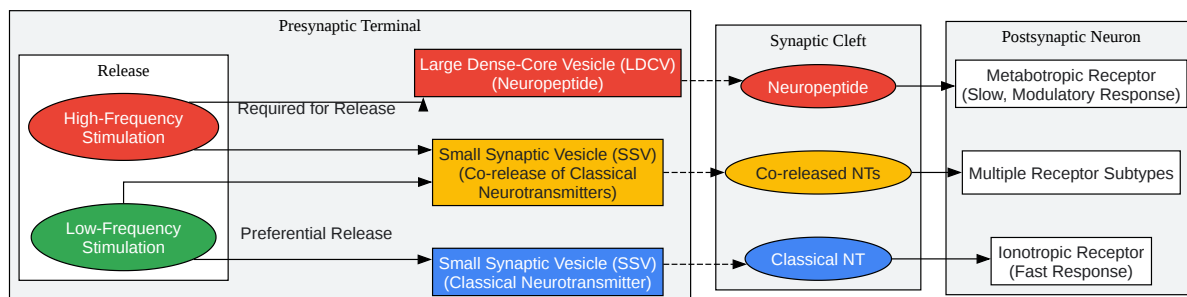 Presynaptic Terminal
Release
High-Frequency
Stimulation
Low-Frequency
Stimulation
Required for Release
Preferential Release
Large Dense-Core Vesicle (LDCV)
(Neuropeptide)
Small Synaptic Vesicle (SSV)
(Co-release of Classical
Neurotransmitters)
Small Synaptic Vesicle (SSV)
(Classical Neurotransmitter)
Synaptic Cleft
Neuropeptide
Co-released NTs
Classical NT
Postsynaptic Neuron
Metabotropic Receptor
(Slow, Modulatory Response)
Multiple Receptor Subtypes
Ionotropic Receptor
(Fast Response)